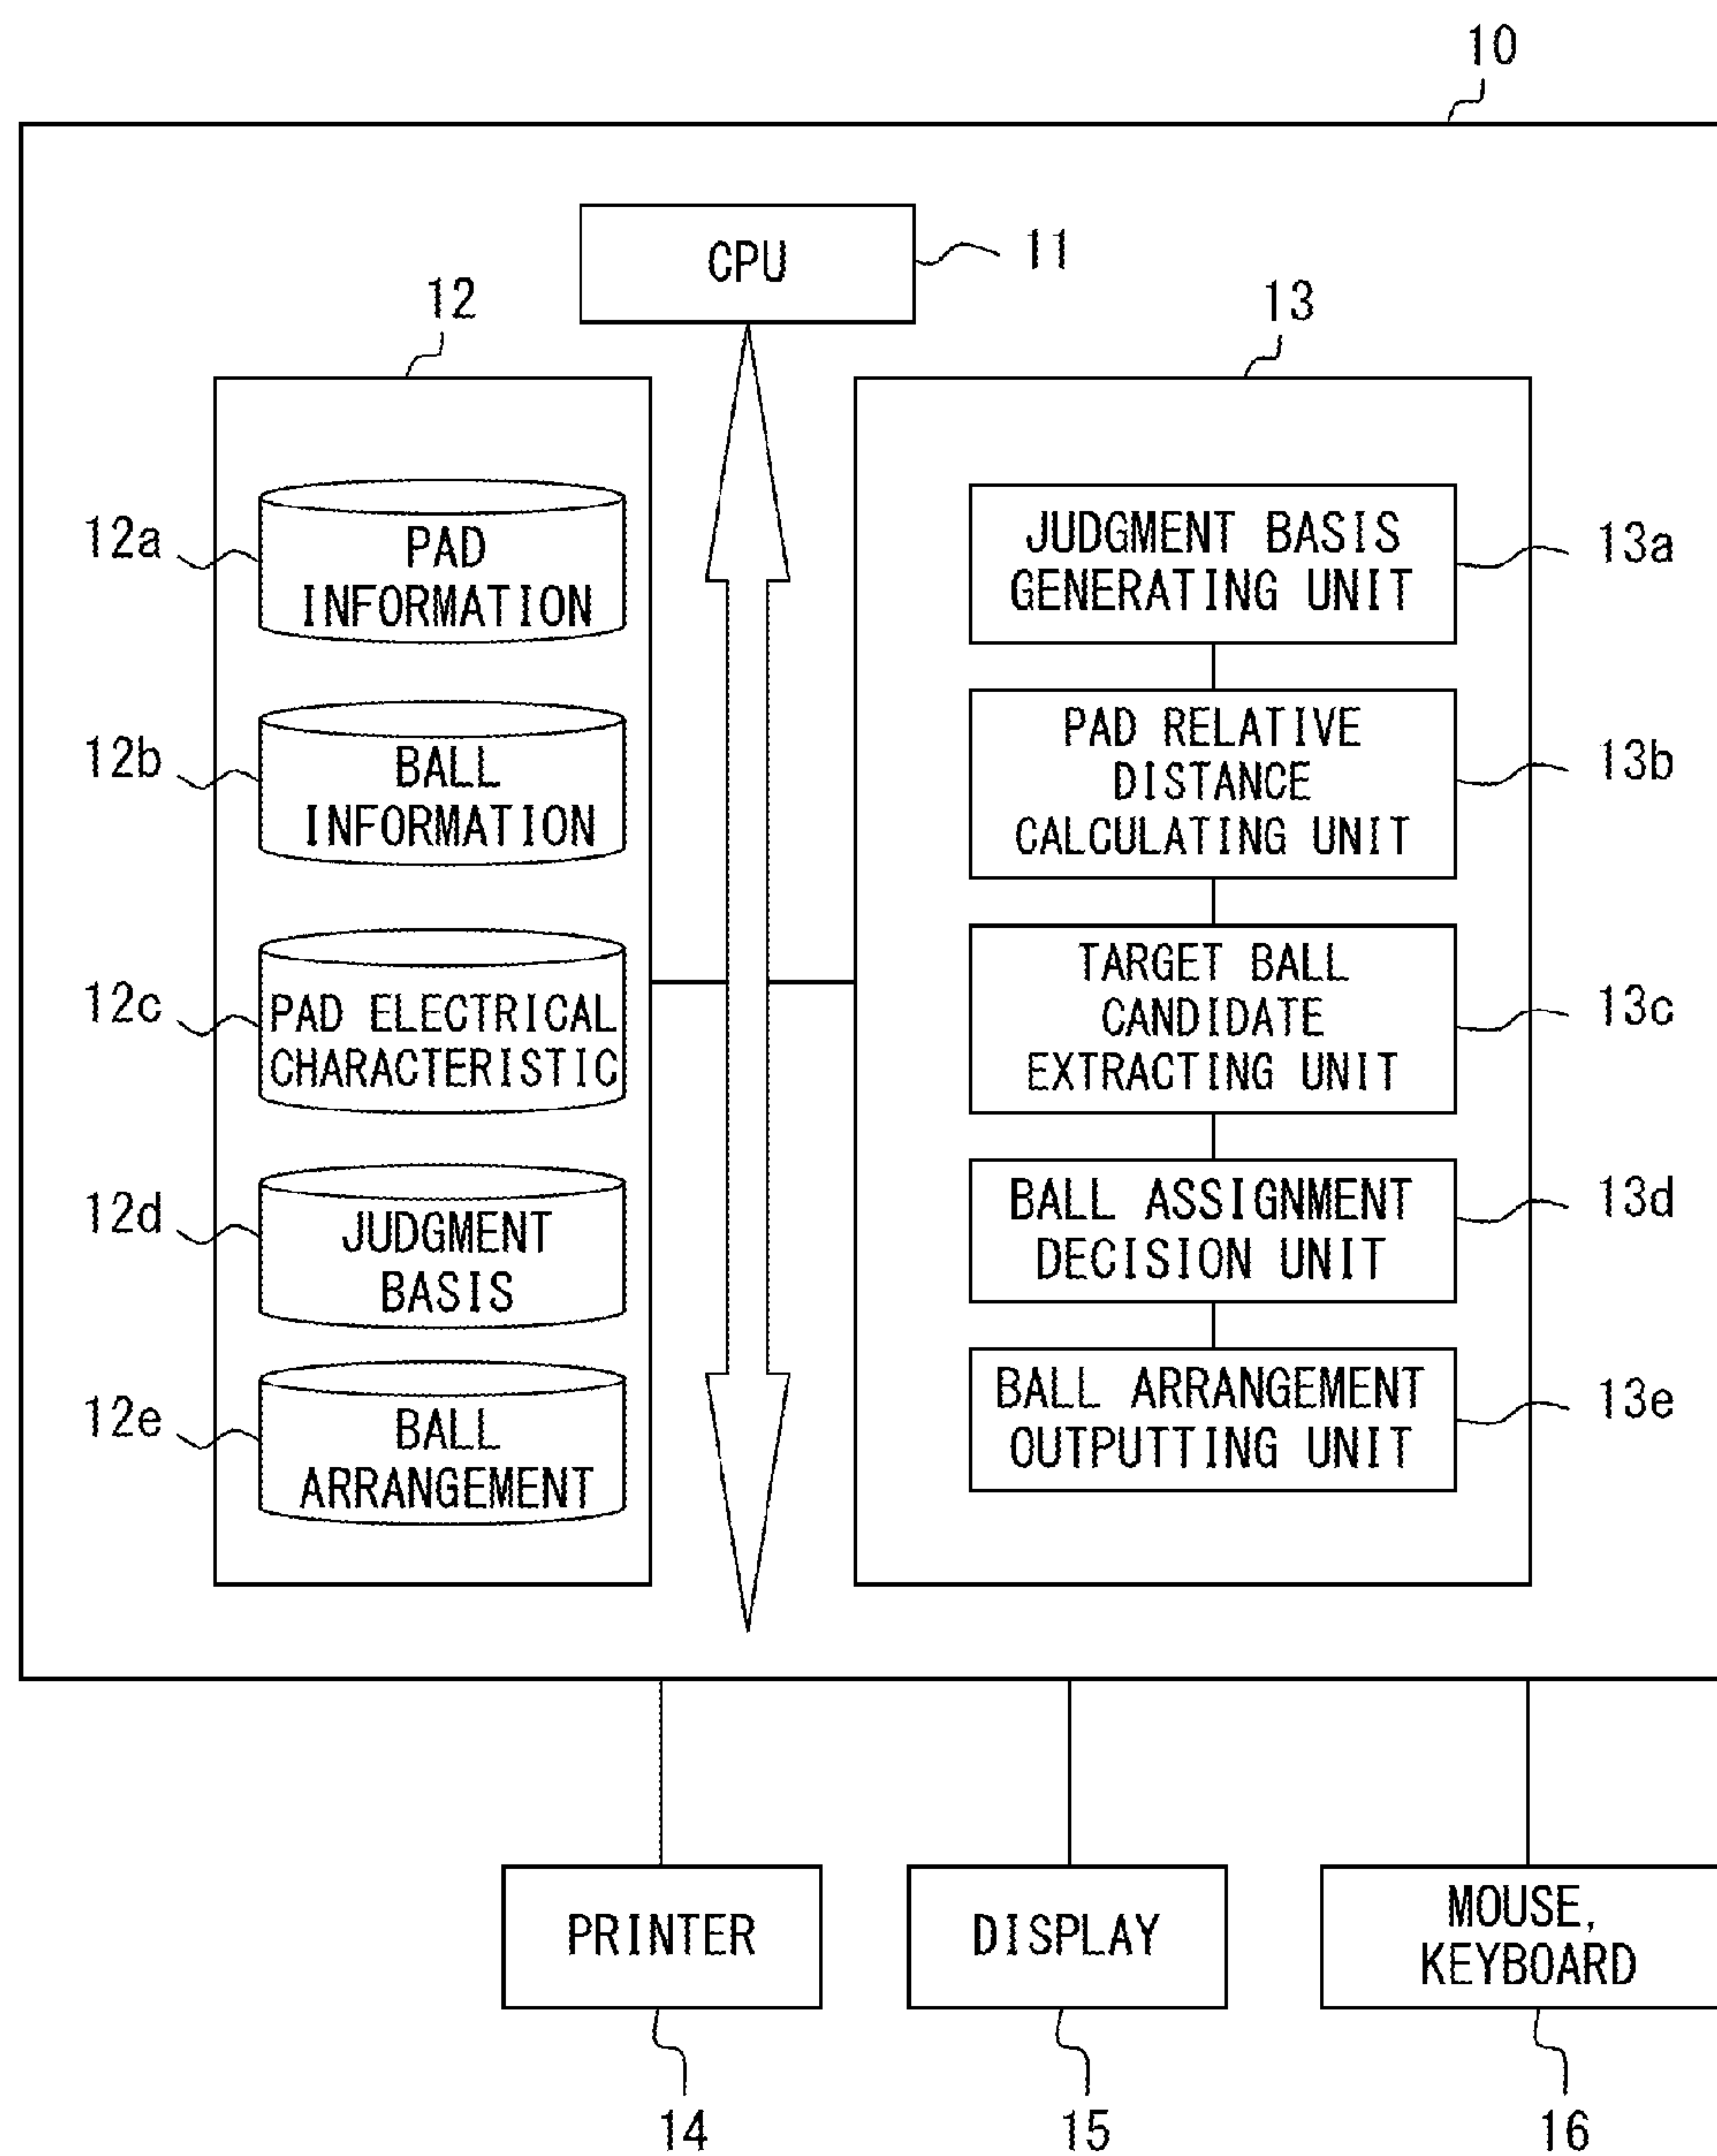 10
CPU
11
12
13
12a
PAD
INFORMATION
12b
BALL
INFORMATION
12c
PAD ELECTRICAL
CHARACTERISTIC
12d
JUDGMENT
BASIS
12e
BALL
ARRANGEMENT
JUDGMENT BASIS
GENERATING UNIT
13a
PAD RELATIVE
DISTANCE
CALCULATING UNIT
13b
TARGET BALL
CANDIDATE
EXTRACTING UNIT
13c
BALL ASSIGNMENT
DECISION UNIT
13d
BALL ARRANGEMENT
OUTPUTTING UNIT
13e
PRINTER
14
DISPLAY
15
MOUSE,
KEYBOARD
16